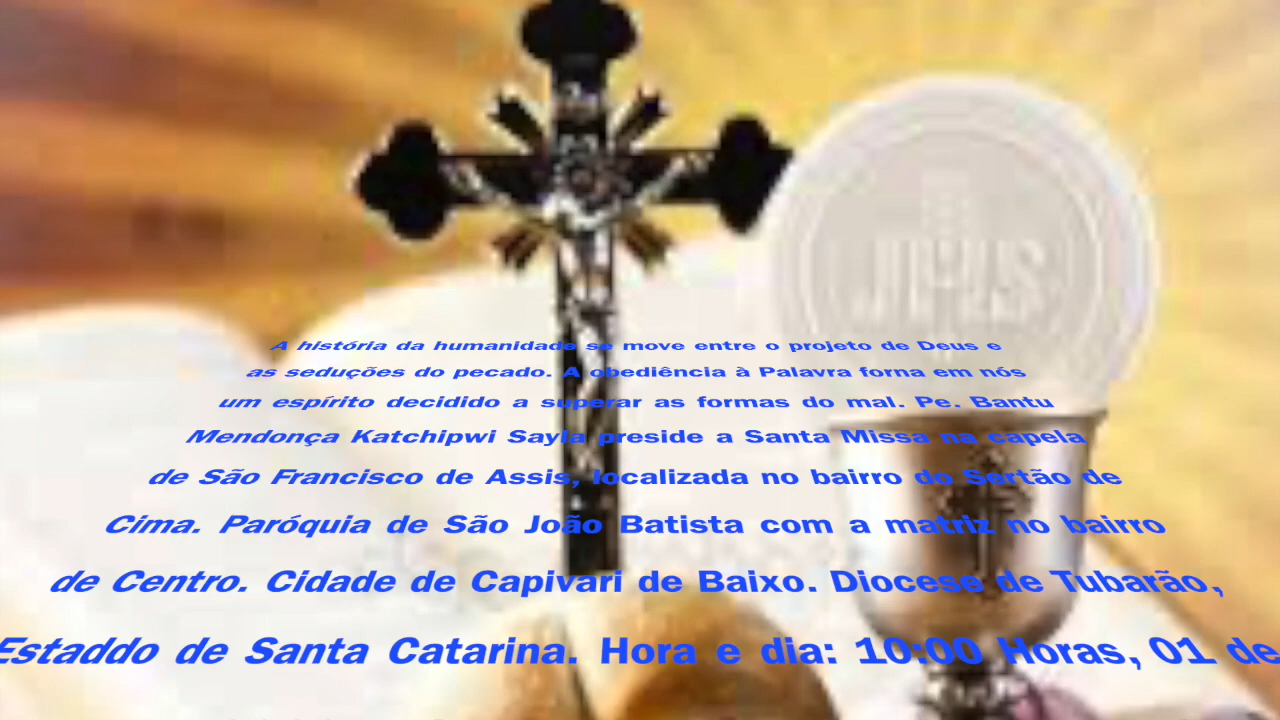 A história da humanidade se move entre o projeto de Deus e
as seduções do pecado. A obediência à Palavra forna em nós
um espírito decidido a superar as formas do mal. Pe. Bantu
Mendonça Katchipwi Sayla preside a Santa Missa na capela
de São Francisco de Assis, localizada no bairro do Sertão de
Cima. Paróquia de São João Batista com a matriz no bairro
de Centro. Cidade de Capivari de Baixo. Diocese de Tubarão,
Estaddo de Santa Catarina. Hora e dia: 10:00 Horas, 01 de